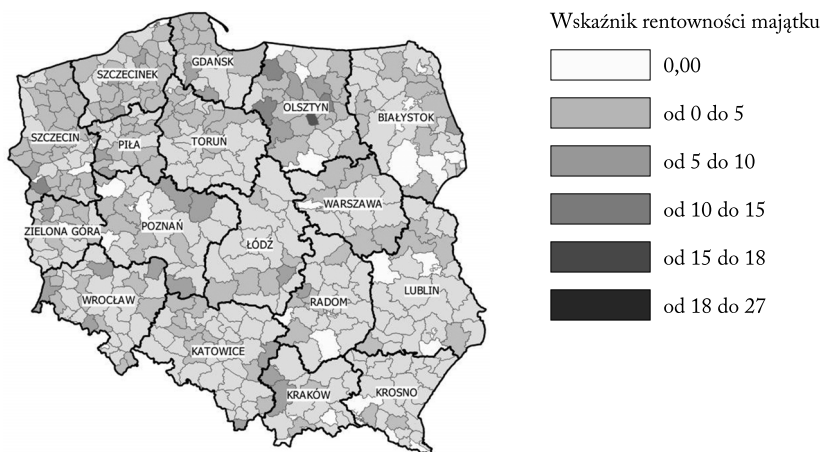 Wskaźnik rentowności majątku
0,00
od 0 do 5
od 5 do 10
od 10 do 15
od 15 do 18
od 18 do 27
GDAŃSK
SZCZECINEK
OLSZTYN
BIAŁYSTOK
SZCZECIN
PIŁA
TORUŃ
WARSZAWA
ZIELONA GÓRA
POZNAŃ
ŁÓDŹ
LUBLIN
WROCŁAW
RADOM
KATOWICE
KRAKÓW
KROSNO